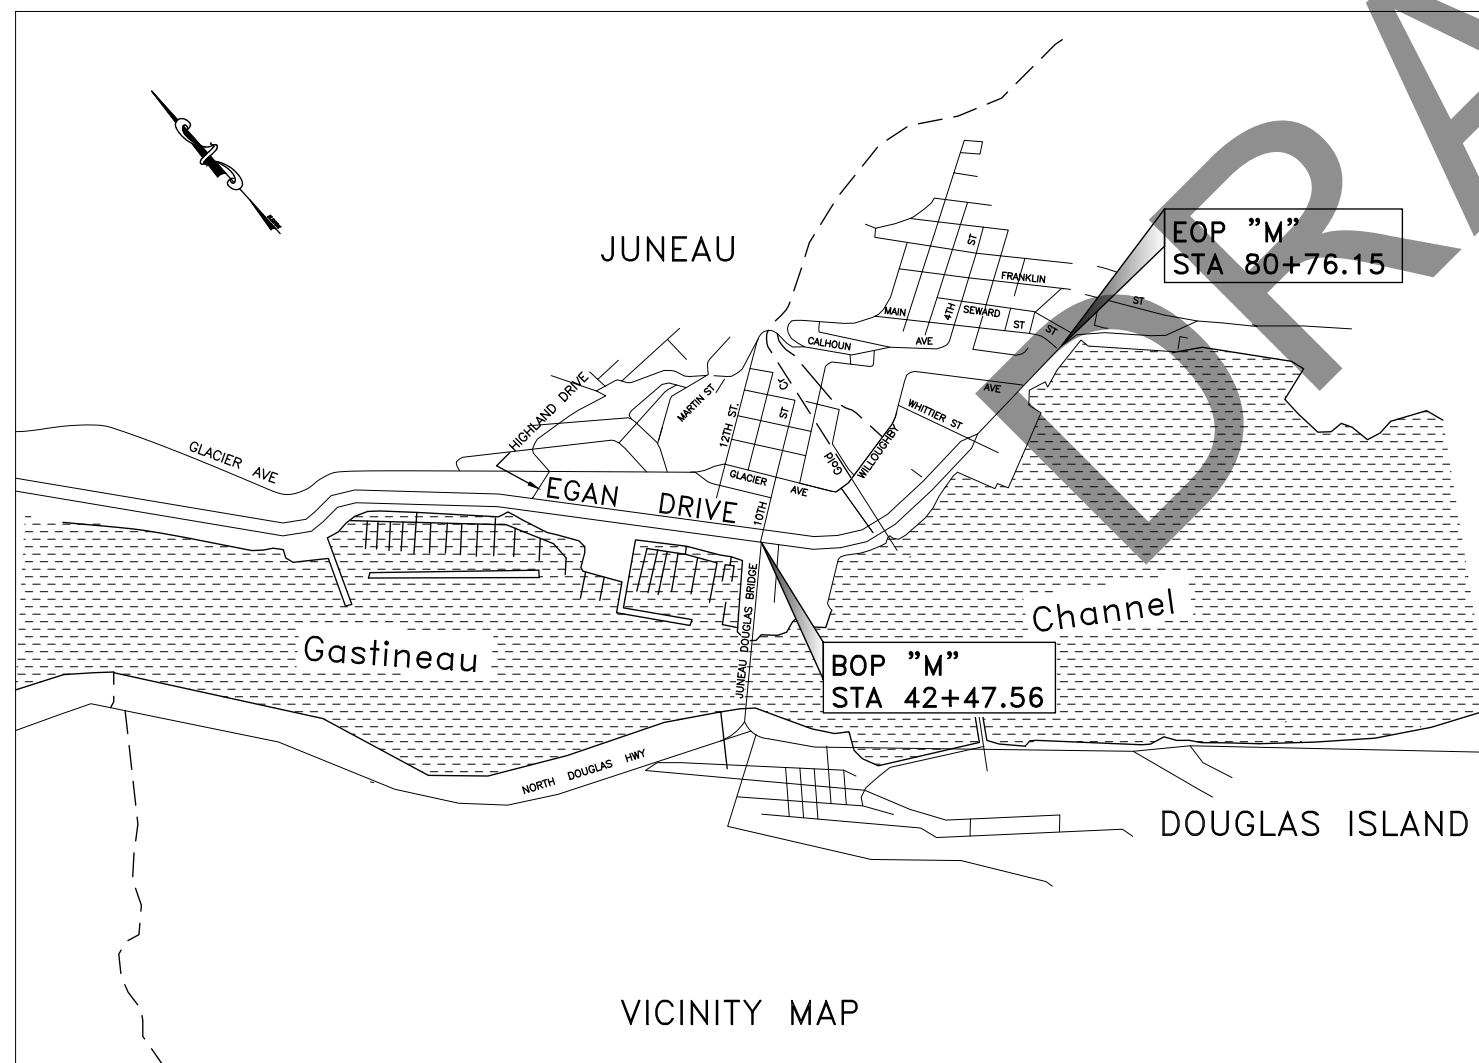 JUNEAU
EOP "M"
STA 80+76.15
ST
FRANKLIN
MAIN
4TH
SEWARD
ST
ST
ST
CALHOUN
AVE
HIGHLAND DRIVE
MARTIN ST
12TH ST.
ST
AVE
WHITTIER ST
WILLOUGHBY
Gold
GLACIER AVE
GLACIER
AVE
10TH
EGAN DRIVE
JUNEAU DOUGLAS BRIDGE
Gastineau
Channel
BOP "M"
STA 42+47.56
NORTH DOUGLAS HWY
DOUGLAS ISLAND
VICINITY MAP
DRA